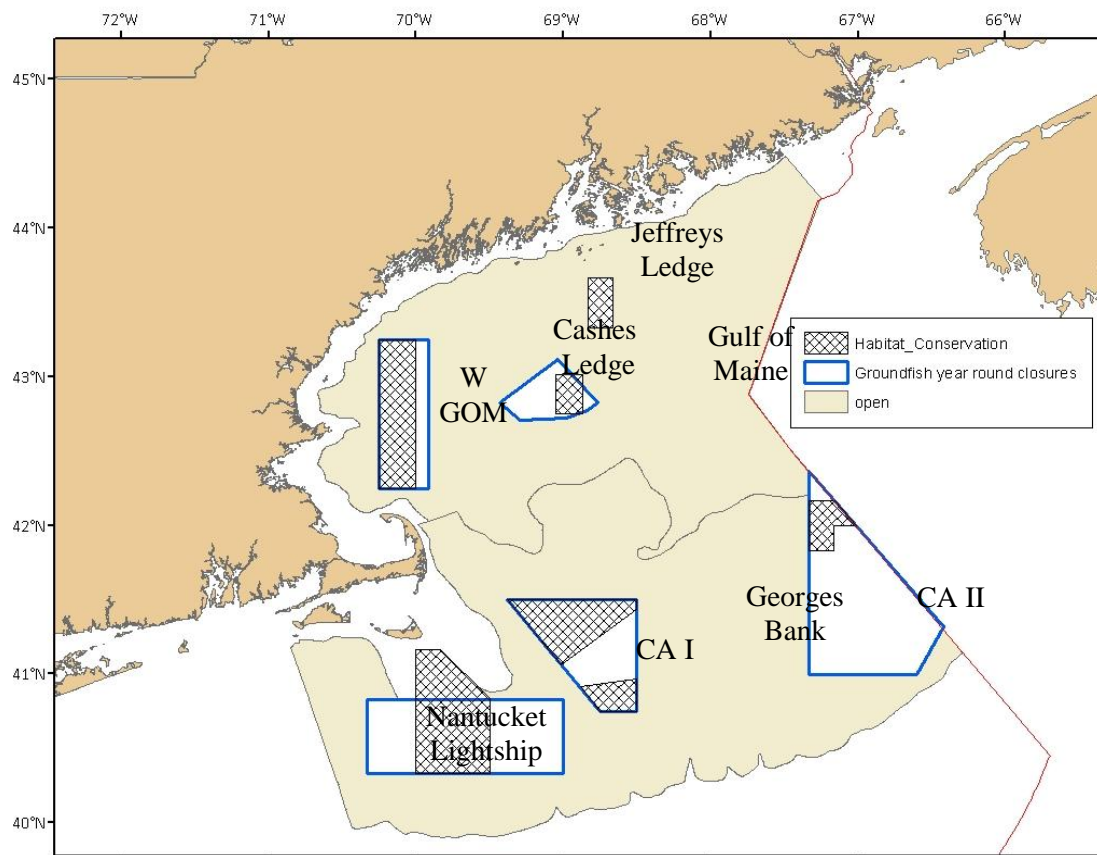 72°W 71°W 70°W 69°W 68°W 67°W 66°W
45°N
44°N
Jeffreys
Ledge
Cashes
Ledge
Gulf of
Maine
Habitat_Conservation
Groundfish year round closures
open
43°N
W
GOM
42°N
Georges
Bank
CA II
CA I
41°N
Nantucket
Lightship
40°N